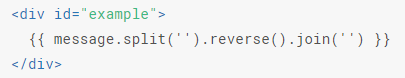 <div id="example">
  {{ message.split('').reverse().join('') }}
</div>